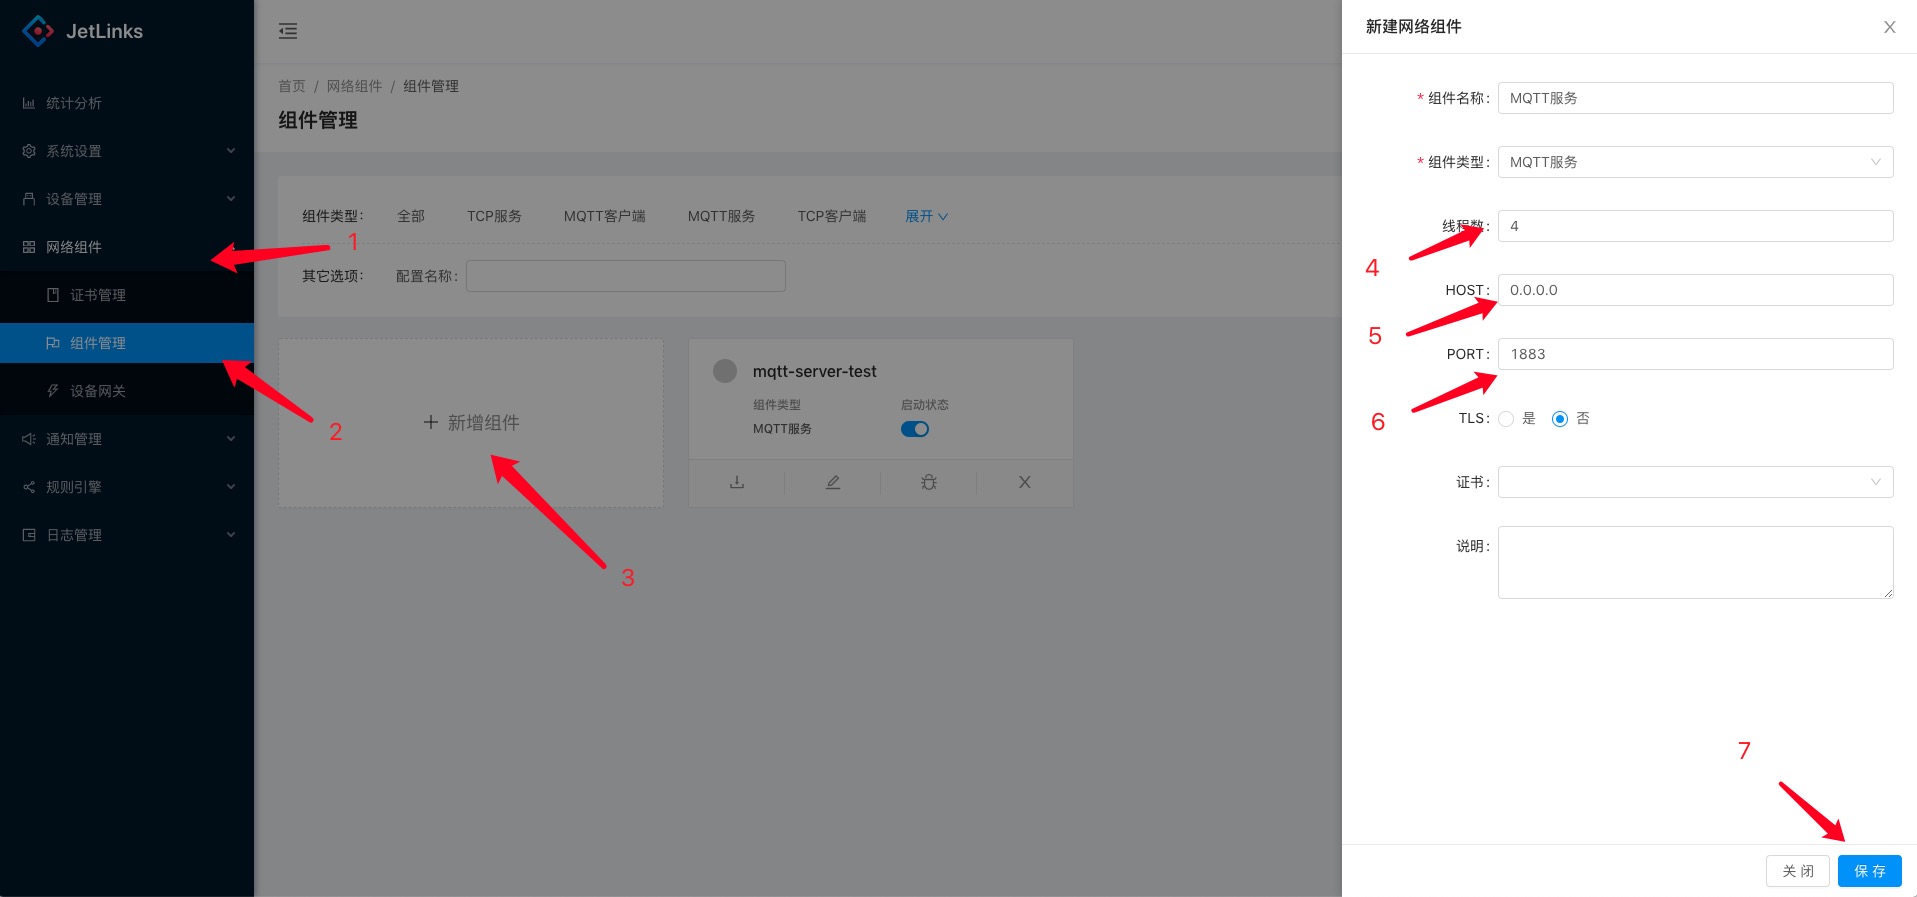 JetLinks
统计分析
系统设置
设备管理
网络组件
证书管理
组件管理
设备网关
通知管理
规则引擎
日志管理
1
2
首页 / 网络组件 / 组件管理
组件管理
组件类型: 全部 TCP服务 MQTT客户端 MQTT服务 TCP客户端 展开
其它选项: 配置名称:
+ 新增组件
3
mqtt-server-test
组件类型 启动状态
MQTT服务
新建网络组件
* 组件名称: MQTT服务
* 组件类型: MQTT服务
线程数: 4
4
HOST: 0.0.0.0
5
PORT: 1883
6
TLS: 是 否
证书:
说明:
7
关 闭 保 存